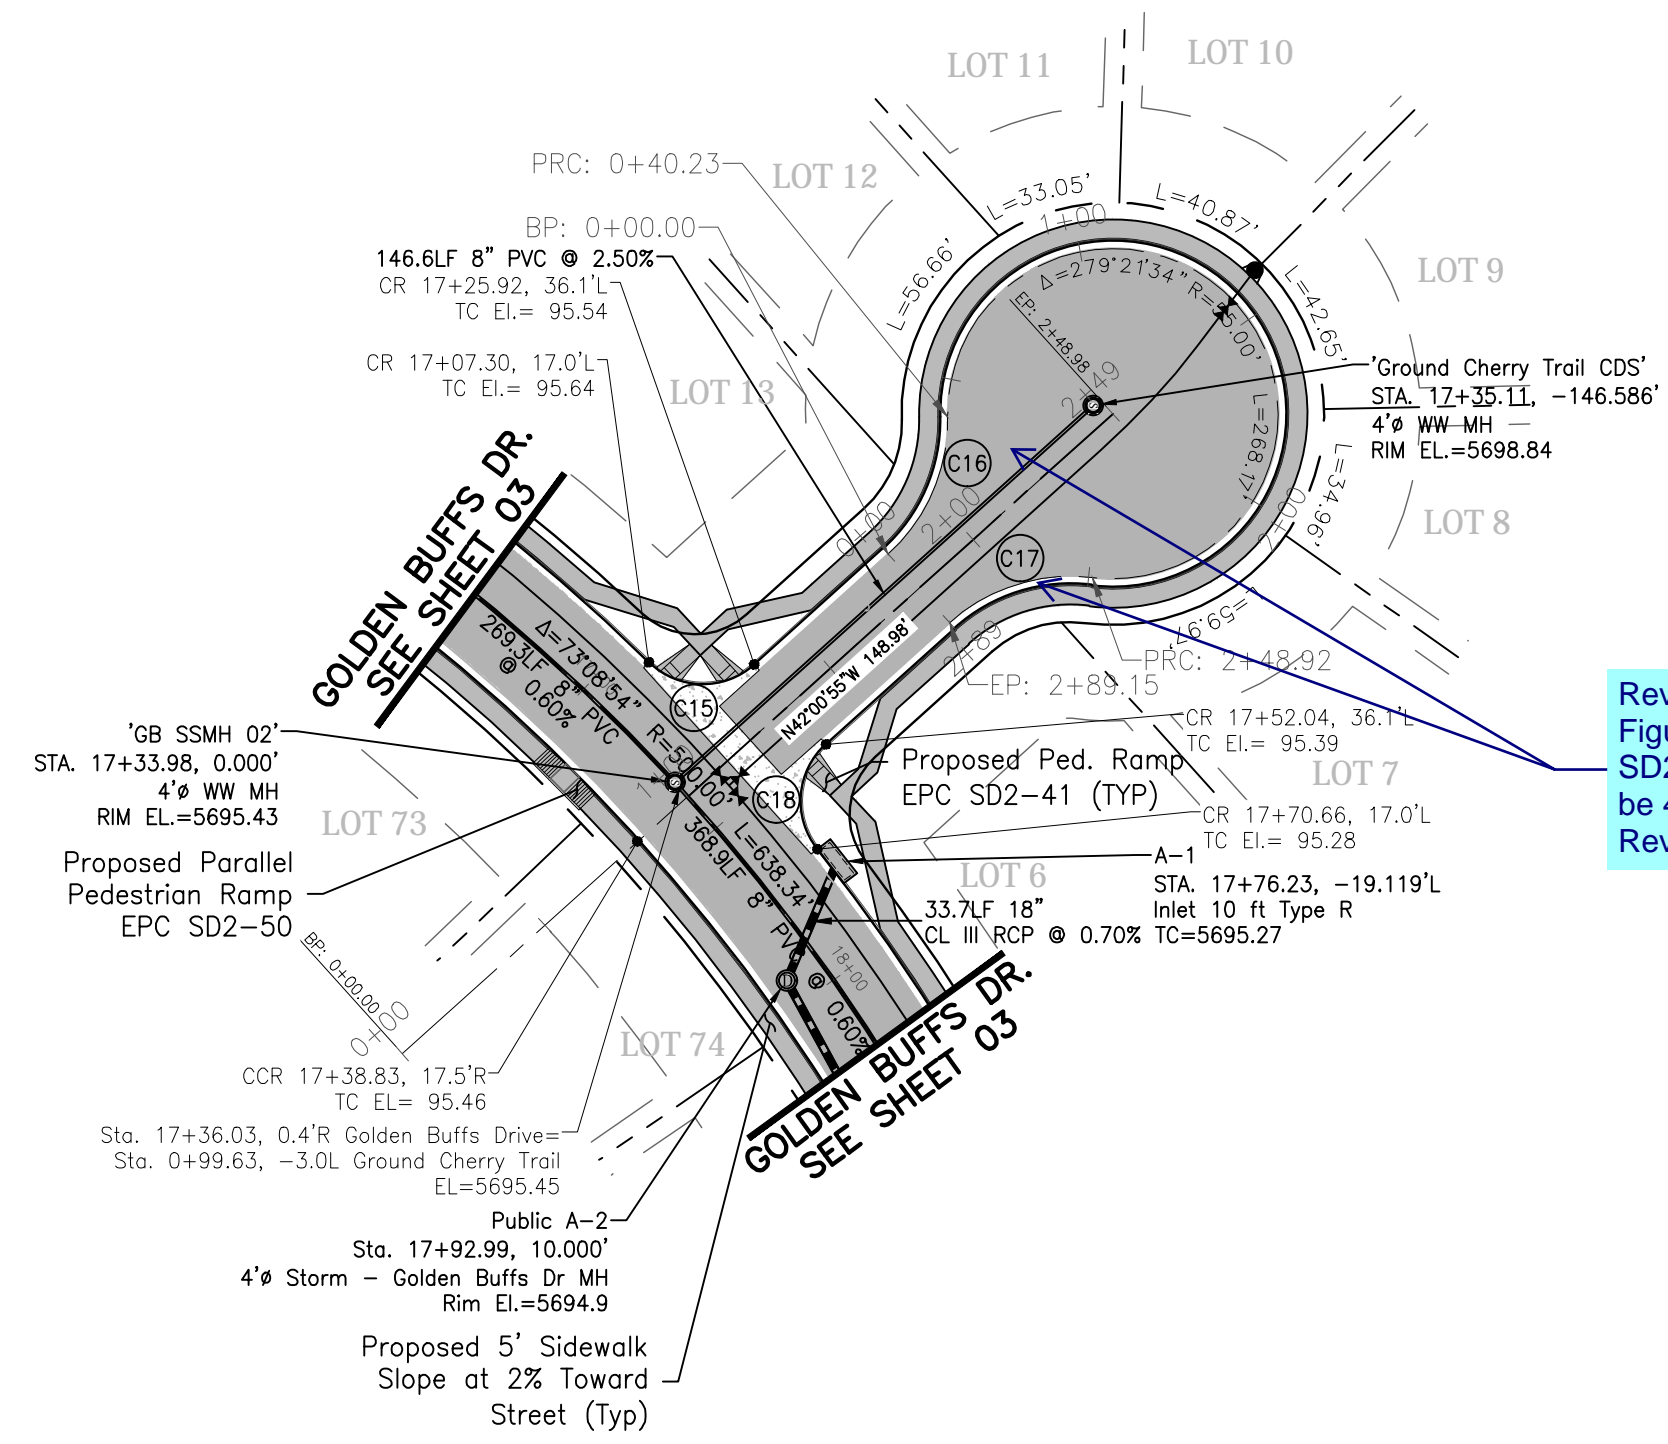 LOT 11
LOT 10
PRC: 0+40.23
LOT 12
L=33.05'
L=40.87'
1+00
BP: 0+00.00
146.6LF 8" PVC @ 2.50%
CR 17+25.92, 36.1'L
TC El.= 95.54
L=56.66'
Δ=279°21'34" R=55.00'
LOT 9
L=42.65'
EP: 2+48.98
2+49
CR 17+07.30, 17.0'L
TC El.= 95.64
LOT 13
'Ground Cherry Trail CDS'
STA. 17+35.11, -146.586'
4'ø WW MH
RIM EL.=5698.84
L=268.17'
C16
GOLDEN BUFFS DR.
SEE SHEET 03
0+00
2+00
2+00
L=34.96'
LOT 8
C17
269.3LF 8" PVC
@ 0.60%
Δ=73°08'54" R=500.00' L=638.34'
N42°00'55"W 148.98'
=59.97'
2+89
PRC: 2+48.92
EP: 2+89.15
C15
CR 17+52.04, 36.1'L
TC El.= 95.39
Rev
Figu
SD2
be 4
Rev
'GB SSMH 02'
STA. 17+33.98, 0.000'
4'ø WW MH
RIM EL.=5695.43
Proposed Ped. Ramp
EPC SD2-41 (TYP)
LOT 7
C18
LOT 73
CR 17+70.66, 17.0'L
TC El.= 95.28
Proposed Parallel
Pedestrian Ramp
EPC SD2-50
368.9LF 8" PVC @ 0.60%
A-1
STA. 17+76.23, -19.119'L
Inlet 10 ft Type R
TC=5695.27
LOT 6
33.7LF 18"
CL III RCP @ 0.70%
18+00
BP: 0+00.00
0+00
GOLDEN BUFFS DR.
SEE SHEET 03
LOT 74
CCR 17+38.83, 17.5'R
TC EL= 95.46
Sta. 17+36.03, 0.4'R Golden Buffs Drive=
Sta. 0+99.63, -3.0L Ground Cherry Trail
EL=5695.45
Public A-2
Sta. 17+92.99, 10.000'
4'ø Storm - Golden Buffs Dr MH
Rim El.=5694.9
Proposed 5' Sidewalk
Slope at 2% Toward
Street (Typ)